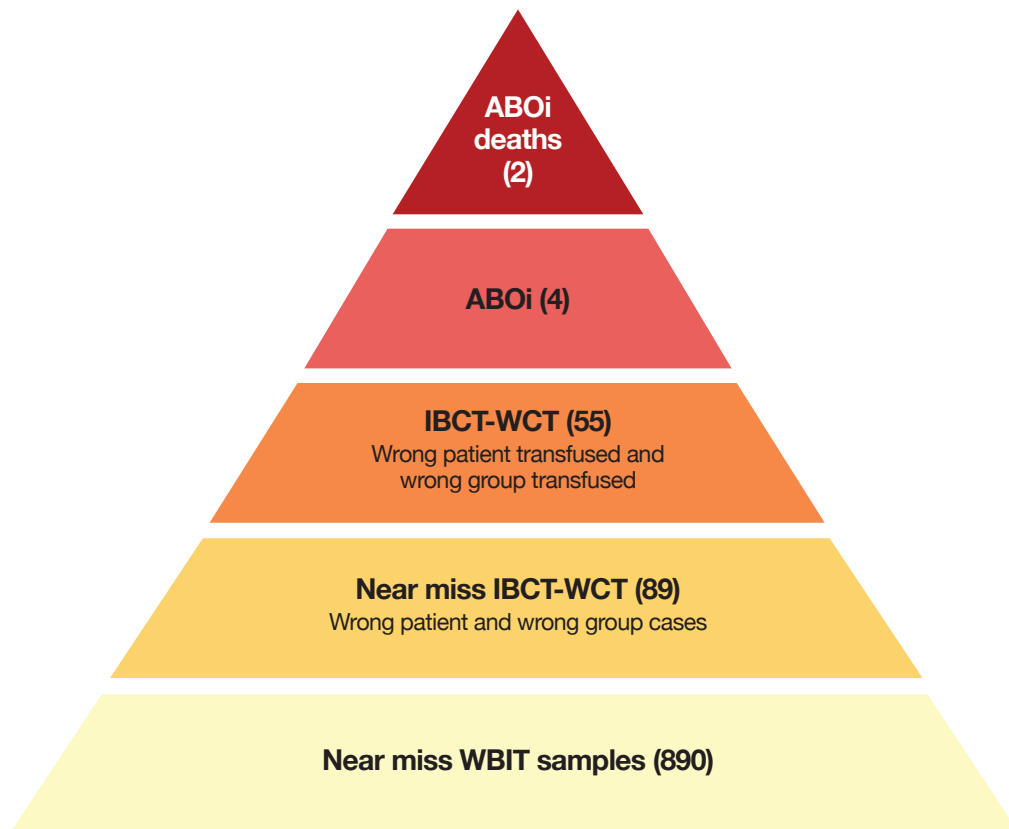 ABOi
deaths
(2)
ABOi (4)
IBCT-WCT (55)
Wrong patient transfused and
wrong group transfused
Near miss IBCT-WCT (89)
Wrong patient and wrong group cases
Near miss WBIT samples (890)